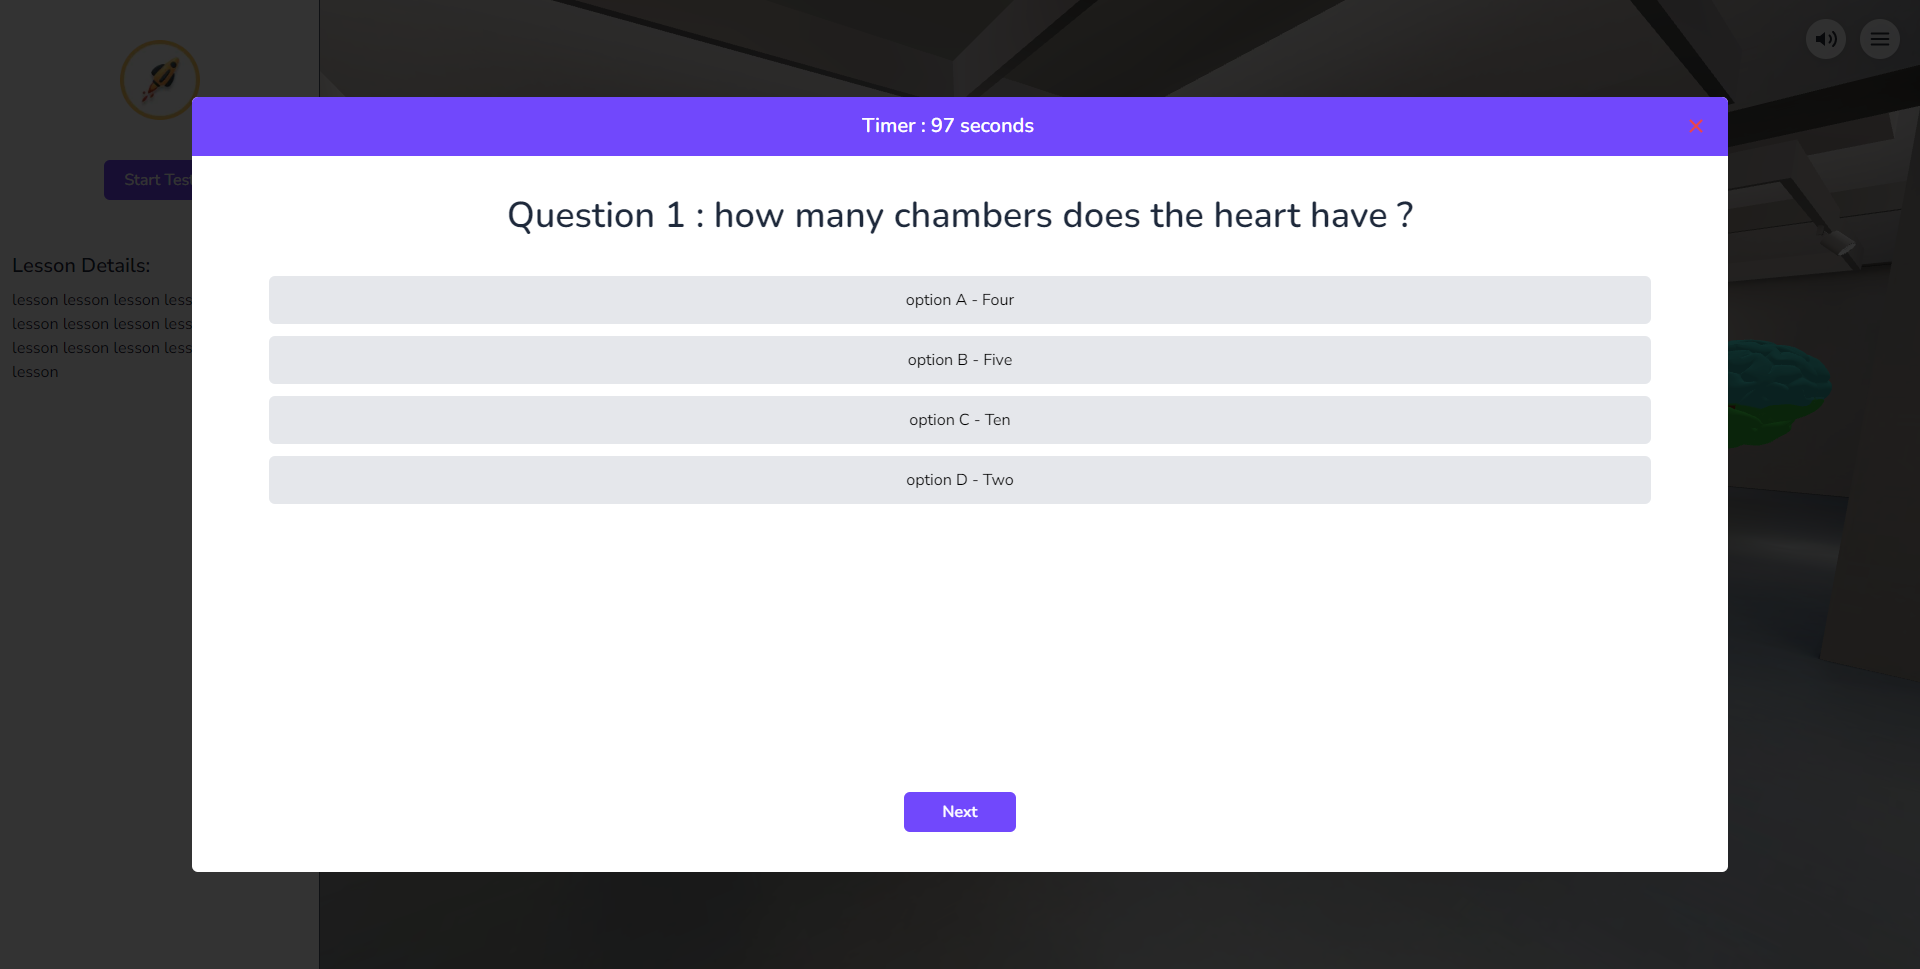 Timer : 97 seconds
Start Test
Question 1 : how many chambers does the heart have ?
Lesson Details:
lesson lesson lesson less
lesson lesson lesson less
lesson lesson lesson less
lesson
option A - Four
option B - Five
option C - Ten
option D - Two
Next